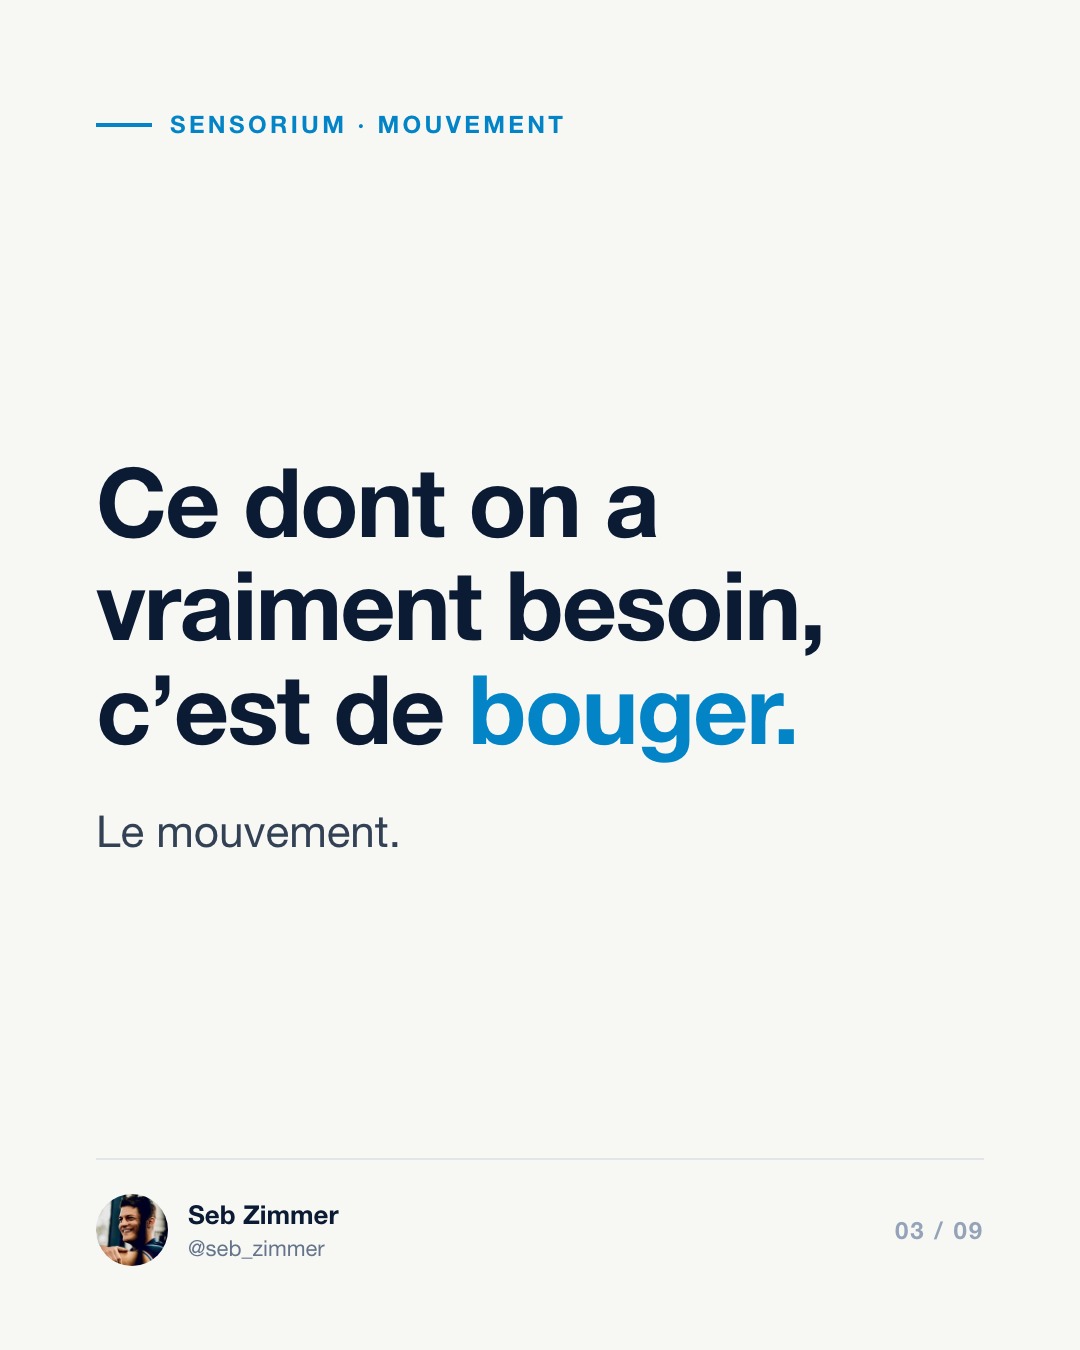 SENSORIUM · MOUVEMENT
Ce dont on a
vraiment besoin,
c’est de bouger.
Le mouvement.
Seb Zimmer
@seb_zimmer
03 / 09